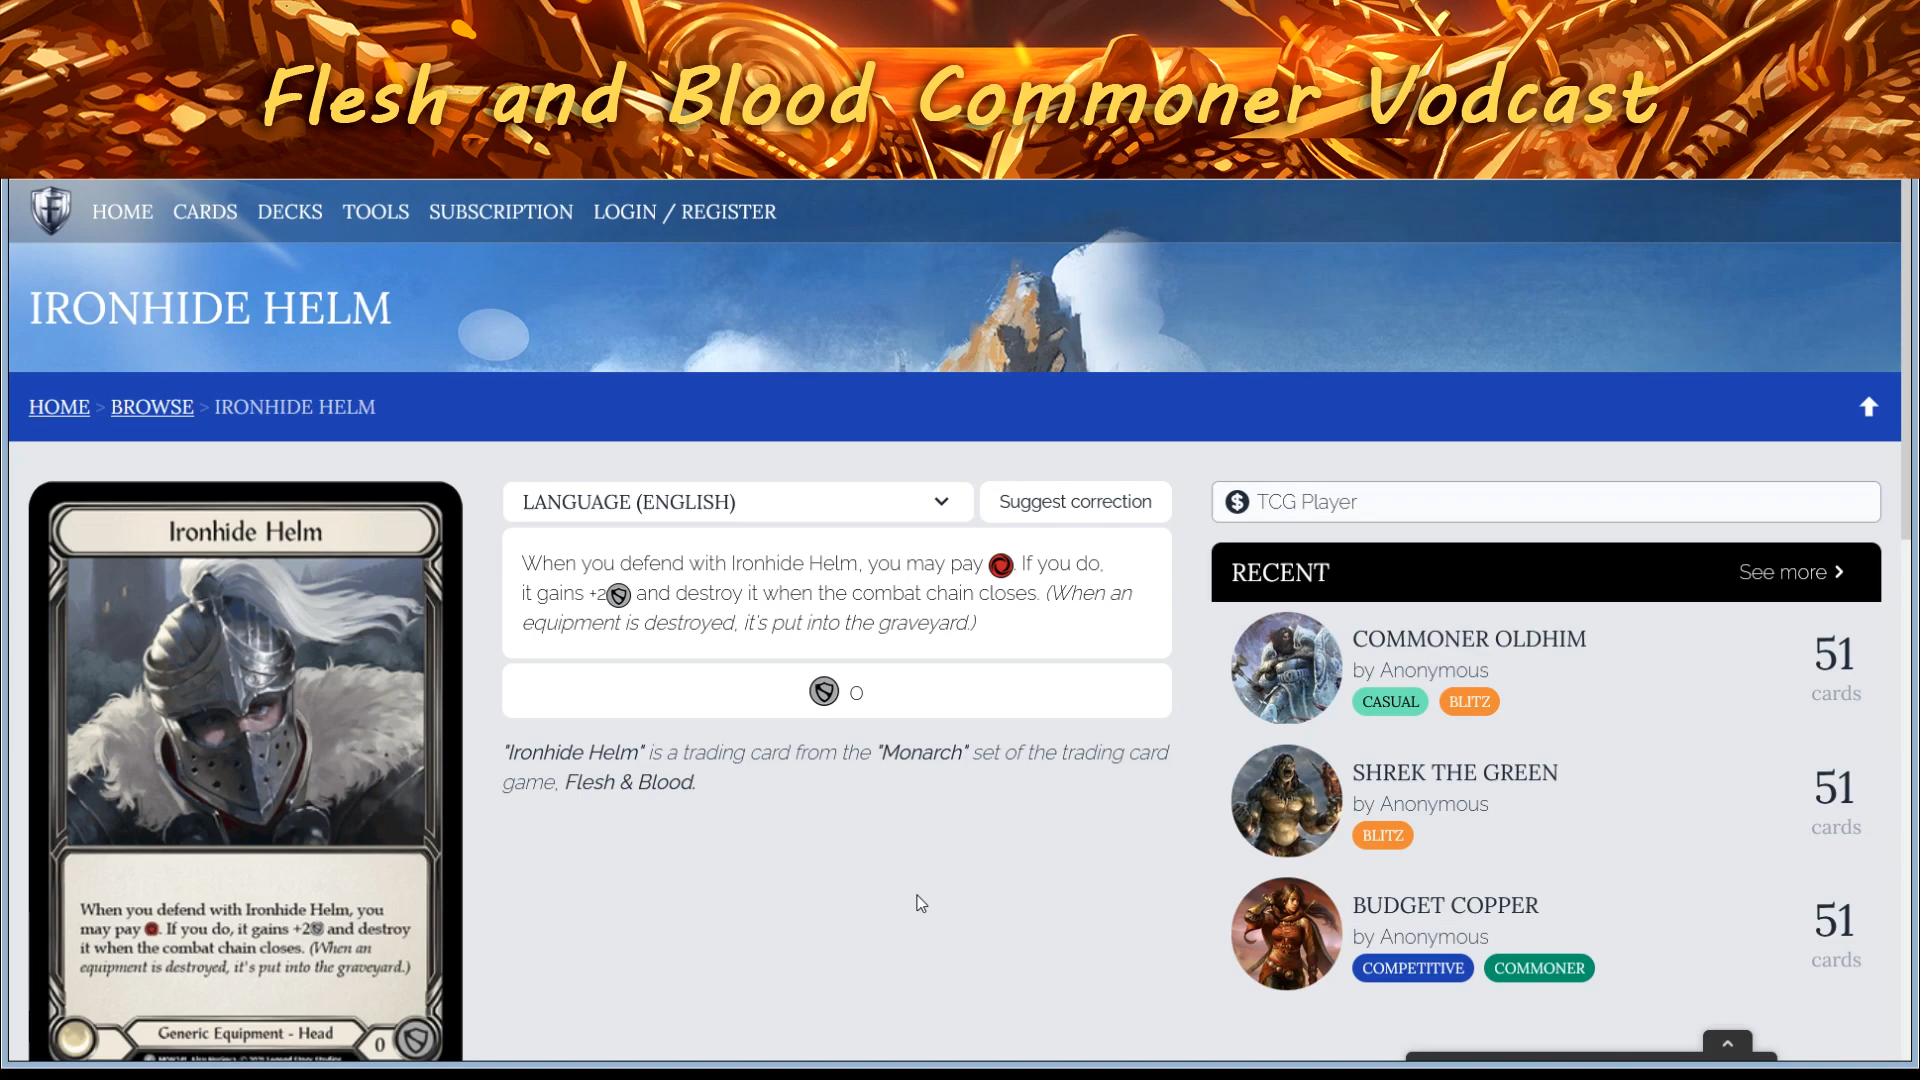 Flesh and Blood Commoner Vodcast
HOME CARDS DECKS TOOLS SUBSCRIPTION LOGIN / REGISTER
IRONHIDE HELM
HOME > BROWSE > IRONHIDE HELM
Ironhide Helm
When you defend with Ironhide Helm, you
may pay . If you do, it gains +2 and destroy
it when the combat chain closes. (When an
equipment is destroyed, it's put into the graveyard.)
Generic Equipment - Head
0
LANGUAGE (ENGLISH)
Suggest correction
When you defend with Ironhide Helm, you may pay . If you do,
it gains +2 and destroy it when the combat chain closes. (When an
equipment is destroyed, it's put into the graveyard.)
0
"Ironhide Helm" is a trading card from the "Monarch" set of the trading card
game, Flesh & Blood.
$ TCG Player
RECENT See more >
COMMONER OLDHIM
by Anonymous
CASUAL BLITZ
51
cards
SHREK THE GREEN
by Anonymous
BLITZ
51
cards
BUDGET COPPER
by Anonymous
COMPETITIVE COMMONER
51
cards